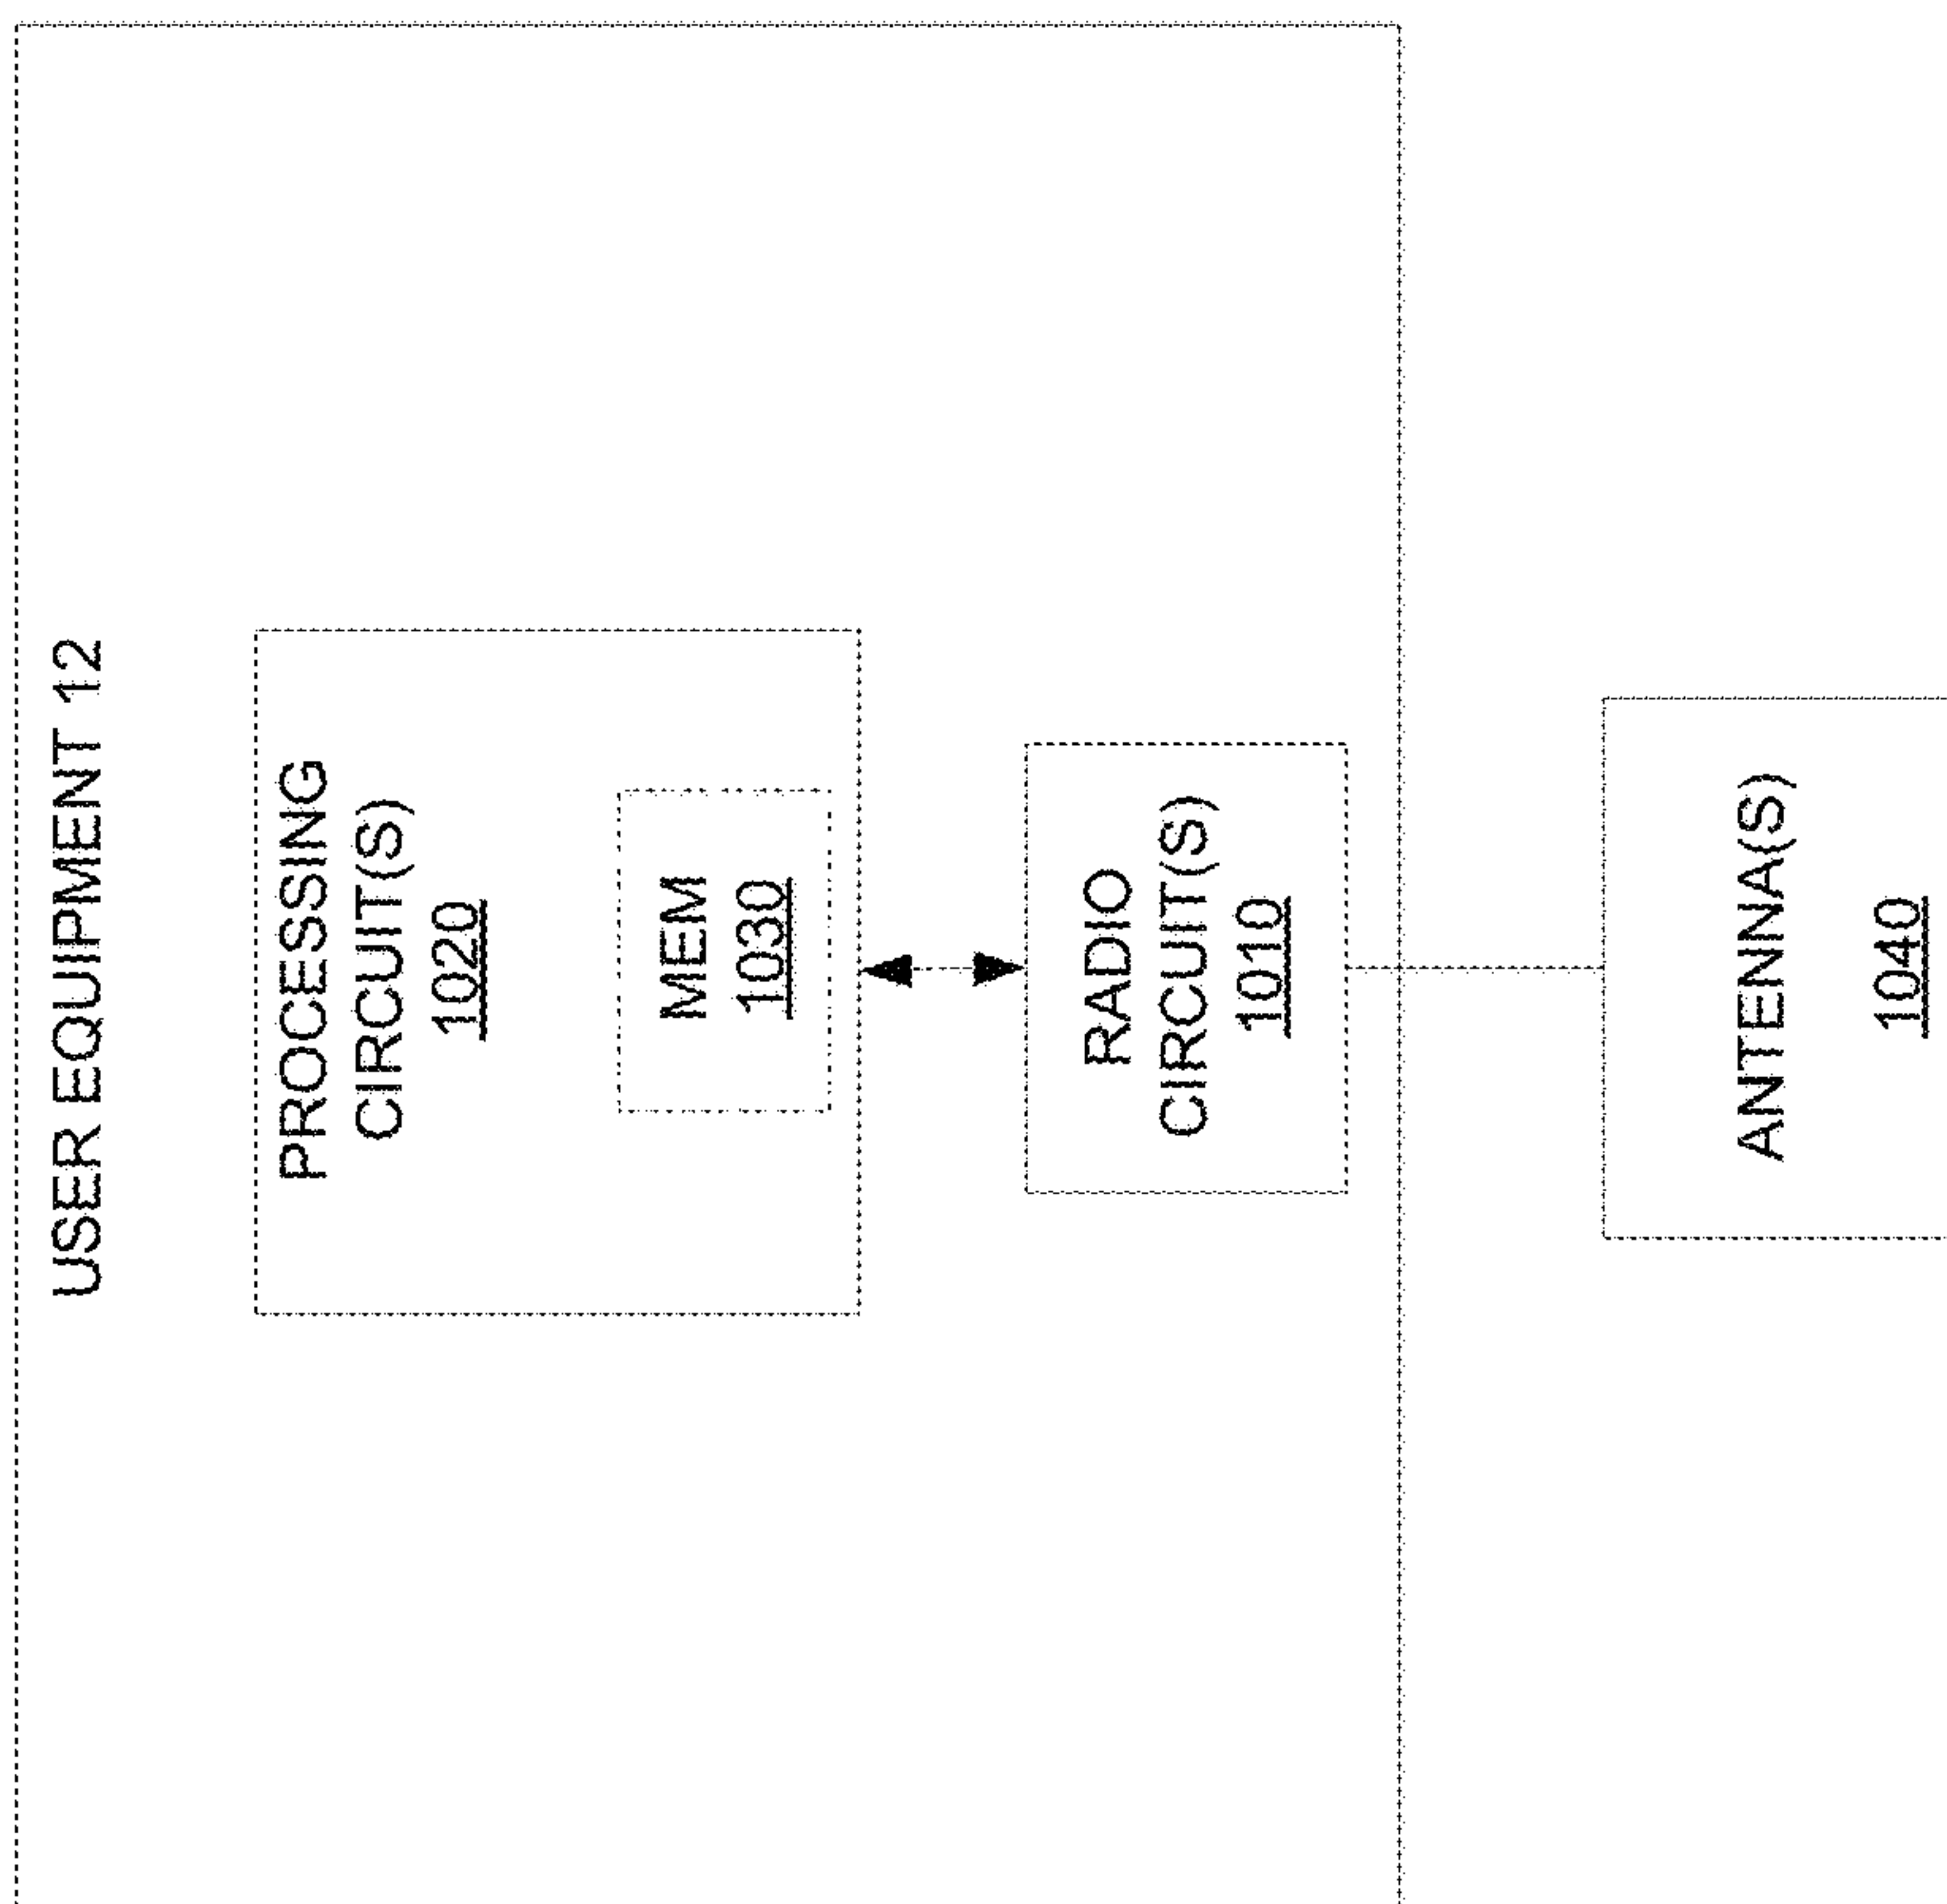 USER EQUIPMENT 12
PROCESSING
CIRCUIT(S)
1020
MEM
1030
RADIO
CIRCUIT(S)
1010
ANTENNA(S)
1040